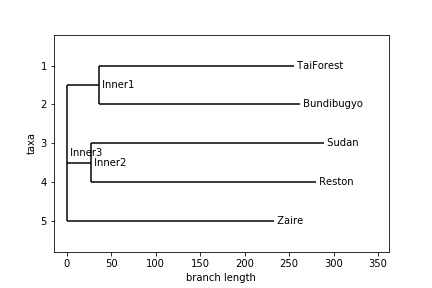 1
TaiForest
Inner1
2
Bundibugyo
3
Sudan
Inner3
Inner2
4
Reston
5
Zaire
taxa
0 50 100 150 200 250 300 350
branch length